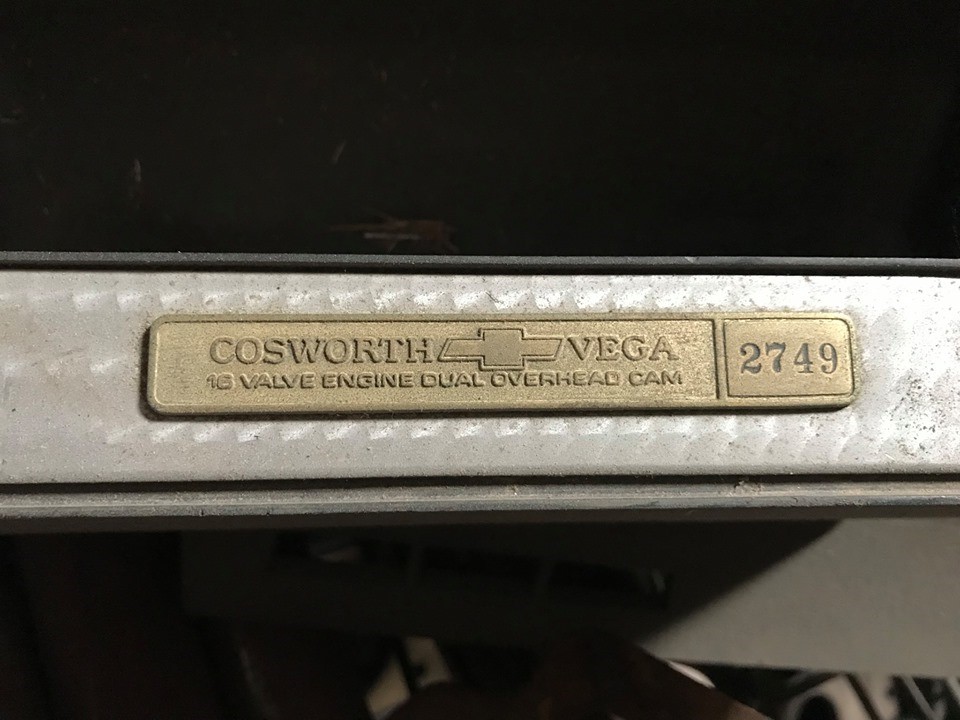 COSWORTH VEGA
16 VALVE ENGINE DUAL OVERHEAD CAM
2749